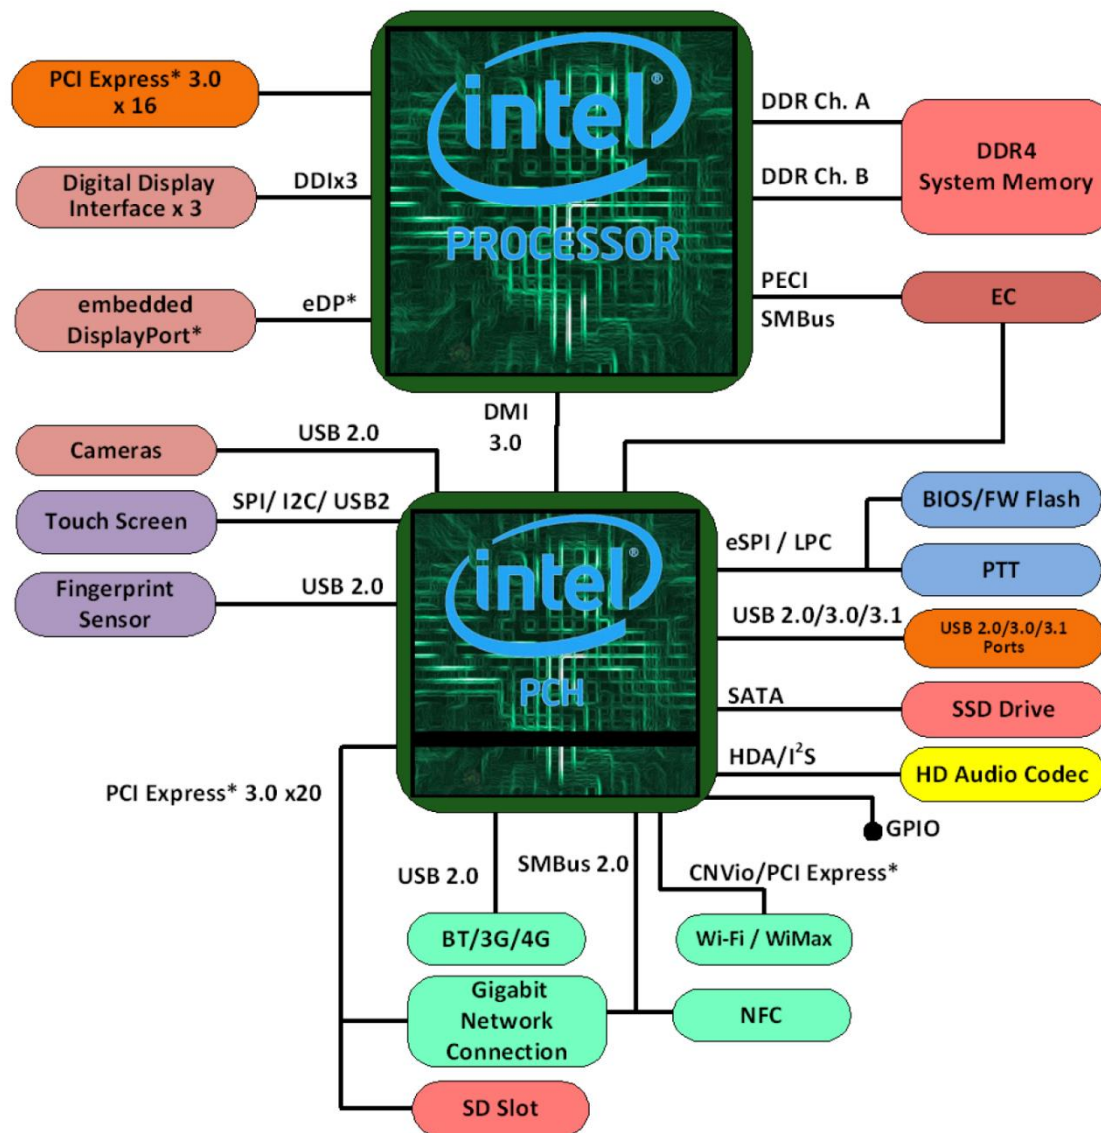 PCI Express* 3.0
x 16
intel®
PROCESSOR
DDR Ch. A
DDR4
System Memory
Digital Display
Interface x 3
DDIx3
DDR Ch. B
embedded
DisplayPort*
eDP*
PECI
SMBus
EC
DMI
3.0
Cameras
USB 2.0
Touch Screen
SPI/ I2C/ USB2
Fingerprint
Sensor
USB 2.0
intel®
PCH
eSPI / LPC
BIOS/FW Flash
PTT
USB 2.0/3.0/3.1
USB 2.0/3.0/3.1
Ports
SATA
SSD Drive
HDA/I²S
HD Audio Codec
GPIO
PCI Express* 3.0 x20
USB 2.0
SMBus 2.0
CNVio/PCI Express*
BT/3G/4G
Wi-Fi / WiMax
Gigabit
Network
Connection
NFC
SD Slot